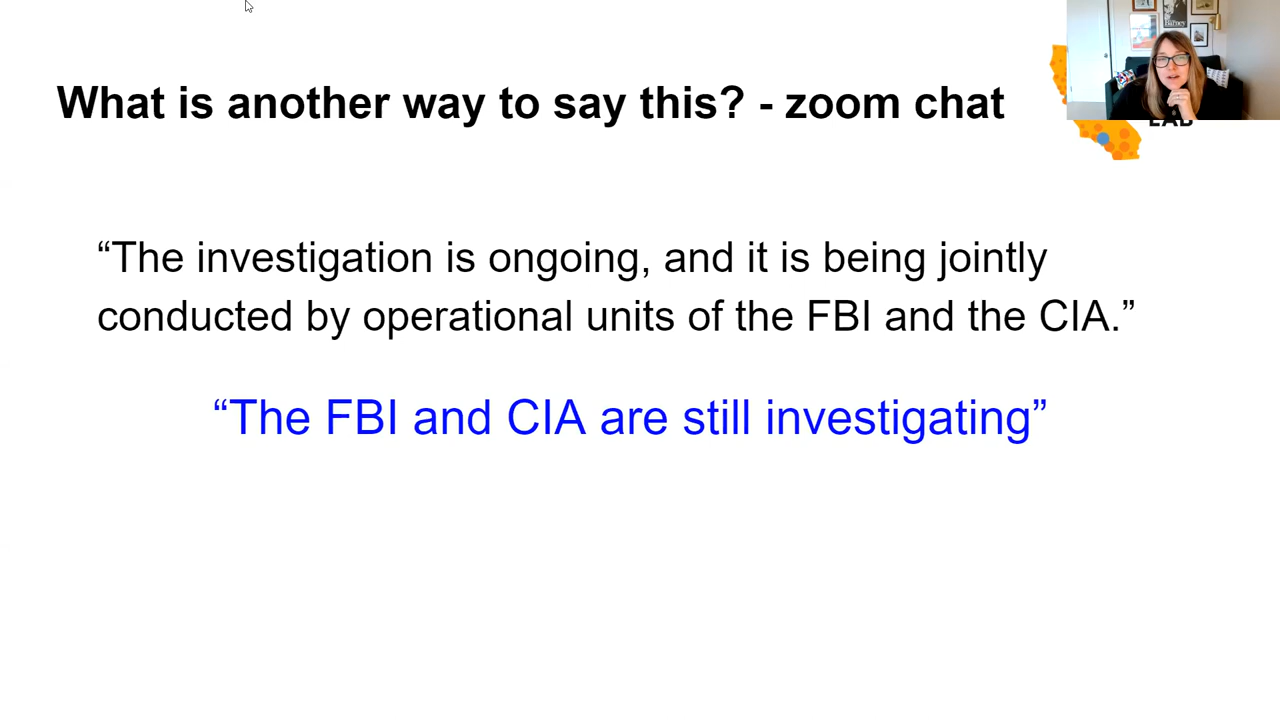 What is another way to say this? - zoom chat
LAB
“The investigation is ongoing, and it is being jointly
conducted by operational units of the FBI and the CIA.”
“The FBI and CIA are still investigating”